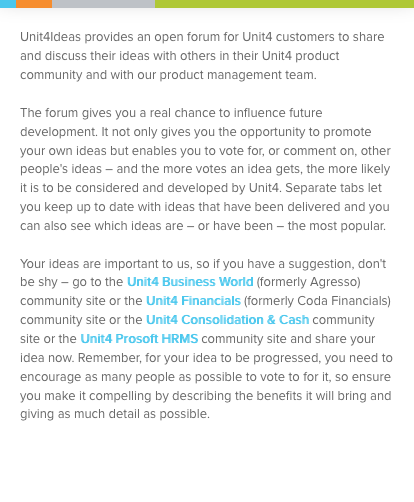 Unit4Ideas provides an open forum for Unit4 customers to share
and discuss their ideas with others in their Unit4 product
community and with our product management team.
The forum gives you a real chance to influence future
development. It not only gives you the opportunity to promote
your own ideas but enables you to vote for, or comment on, other
people's ideas – and the more votes an idea gets, the more likely
it is to be considered and developed by Unit4. Separate tabs let
you keep up to date with ideas that have been delivered and you
can also see which ideas are – or have been – the most popular.
Your ideas are important to us, so if you have a suggestion, don't
be shy – go to the Unit4 Business World (formerly Agresso)
community site or the Unit4 Financials (formerly Coda Financials)
community site or the Unit4 Consolidation & Cash community
site or the Unit4 Prosoft HRMS community site and share your
idea now. Remember, for your idea to be progressed, you need to
encourage as many people as possible to vote to for it, so ensure
you make it compelling by describing the benefits it will bring and
giving as much detail as possible.